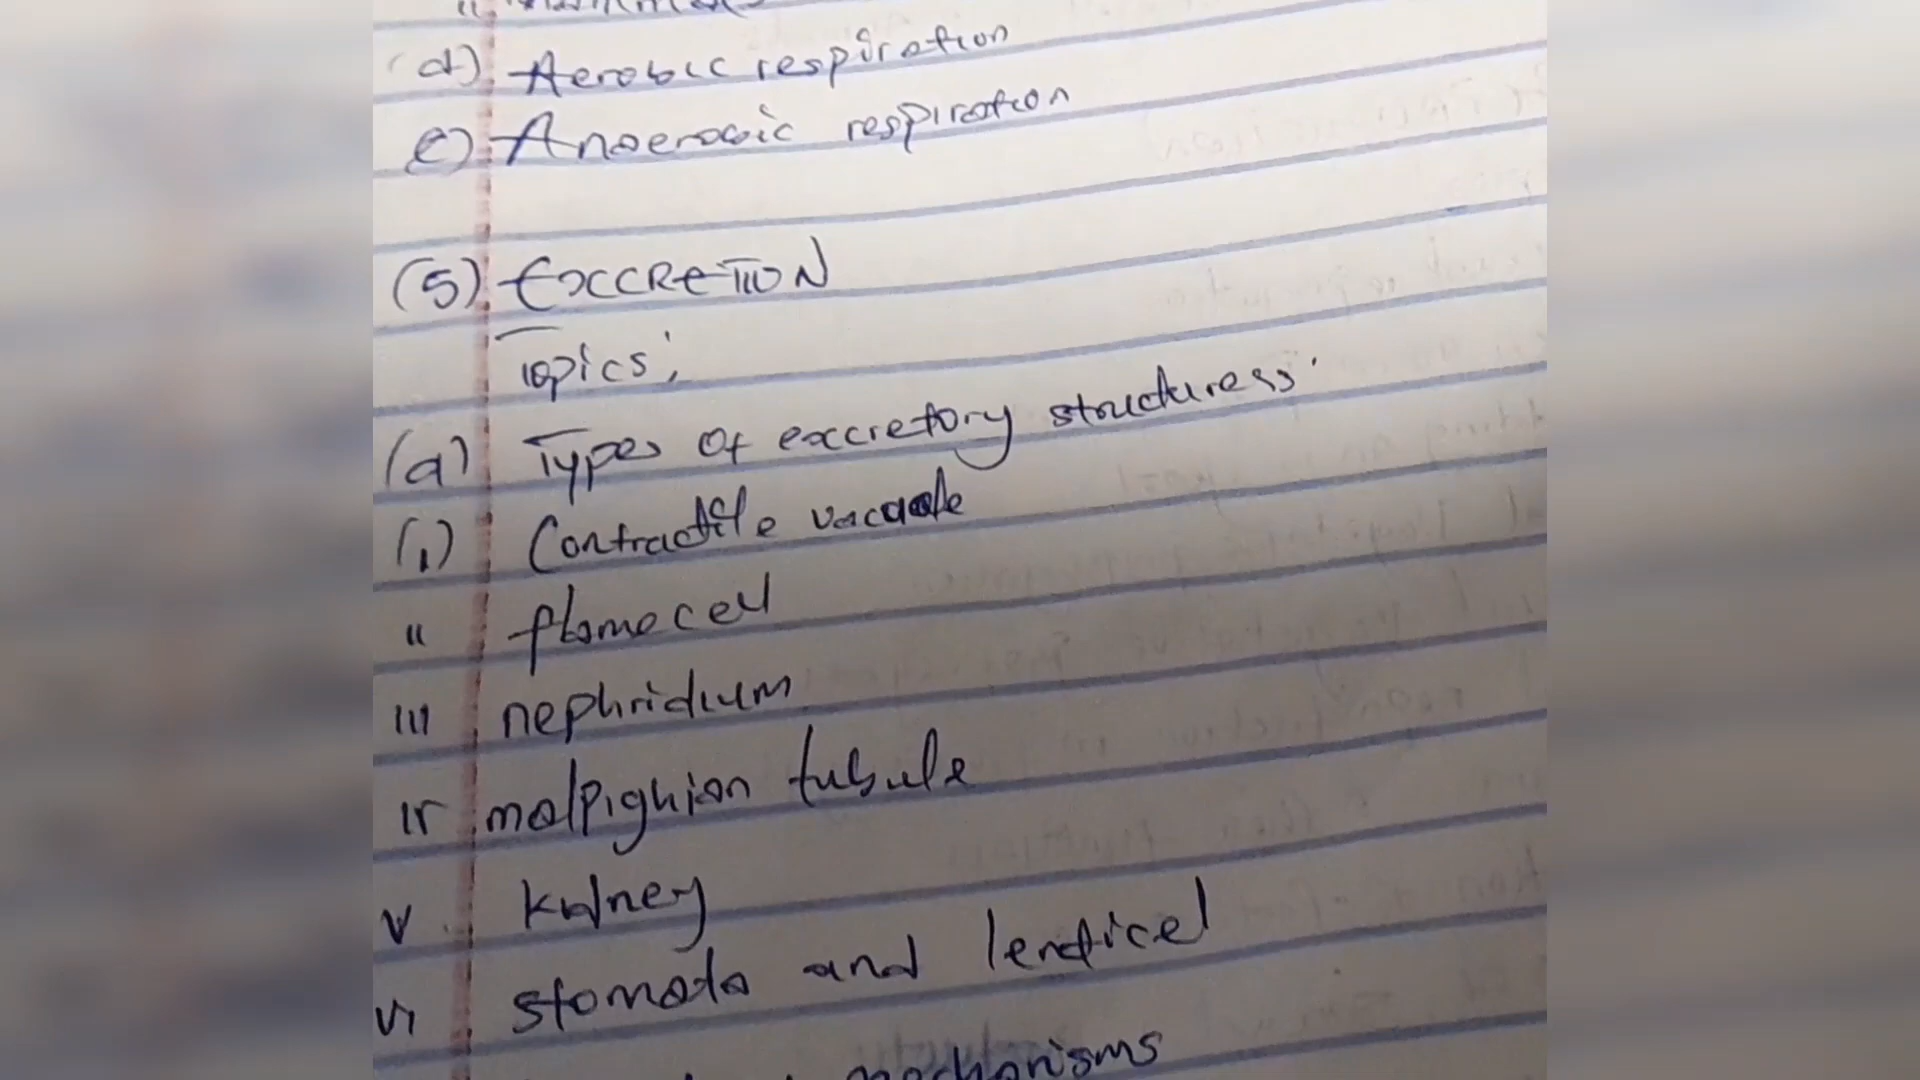 (d) Aerobic respiration
e) Anaerobic respiration
(5) EXCRETION
Topics;
(a) Types of excretory structuress.
(i) Contractile vacuole
ii flame cell
iii nephridium
iv malpighian tubule
v. kidney
vi stomata and lenticel
mechanisms